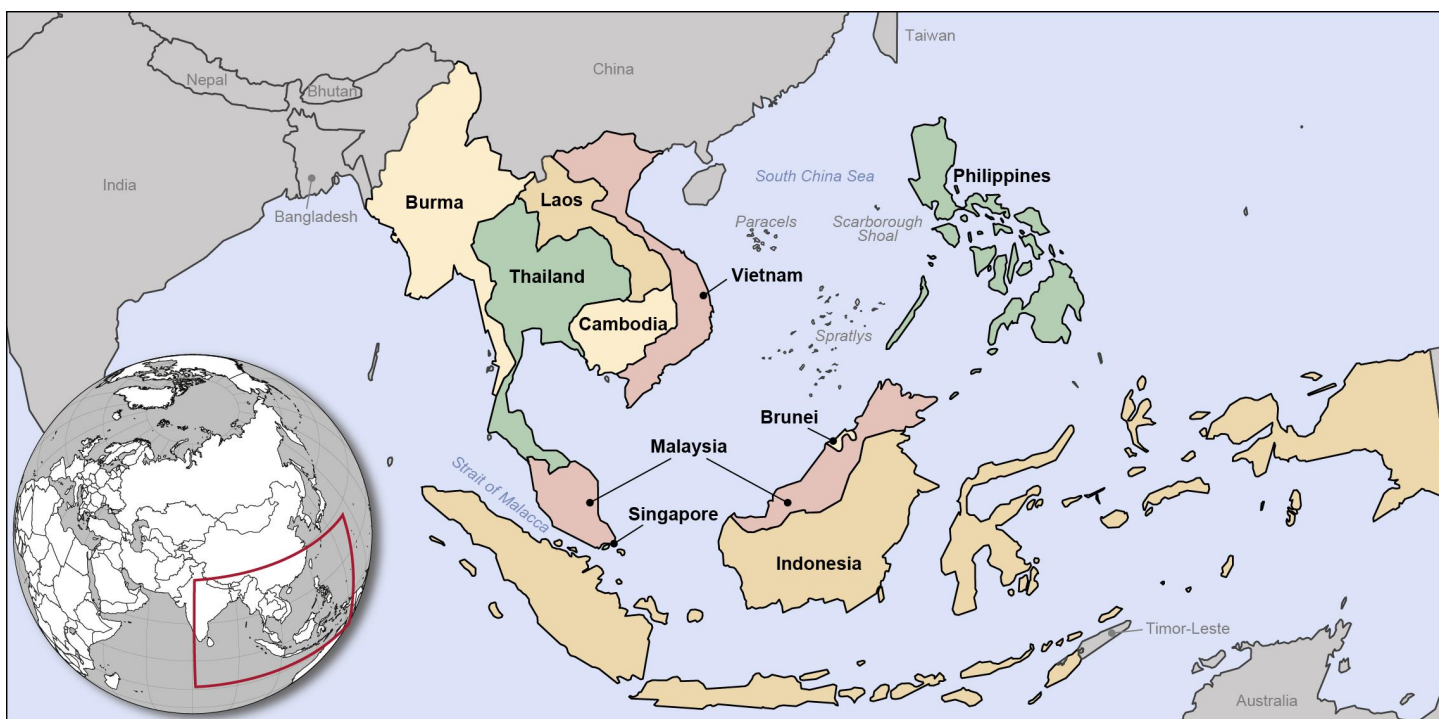 Taiwan
China
Nepal
Bhutan
India
Bangladesh
Burma
Laos
South China Sea
Philippines
Paracels
Scarborough
Shoal
Thailand
Vietnam
Cambodia
Spratlys
Brunei
Malaysia
Strait of Malacca
Singapore
Indonesia
Timor-Leste
Australia